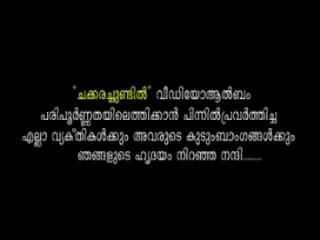 "ചക്കരച്ചുണ്ടിൽ" വീഡിയോആൽബം
പരിപൂർണ്ണതയിലെത്തിക്കാൻ പിന്നിൽപ്രവർത്തിച്ച
എല്ലാ വ്യക്തികൾക്കും അവരുടെ കുടുംബാംഗങ്ങൾക്കും
ഞങ്ങളുടെ ഹൃദയം നിറഞ്ഞ നന്ദി........